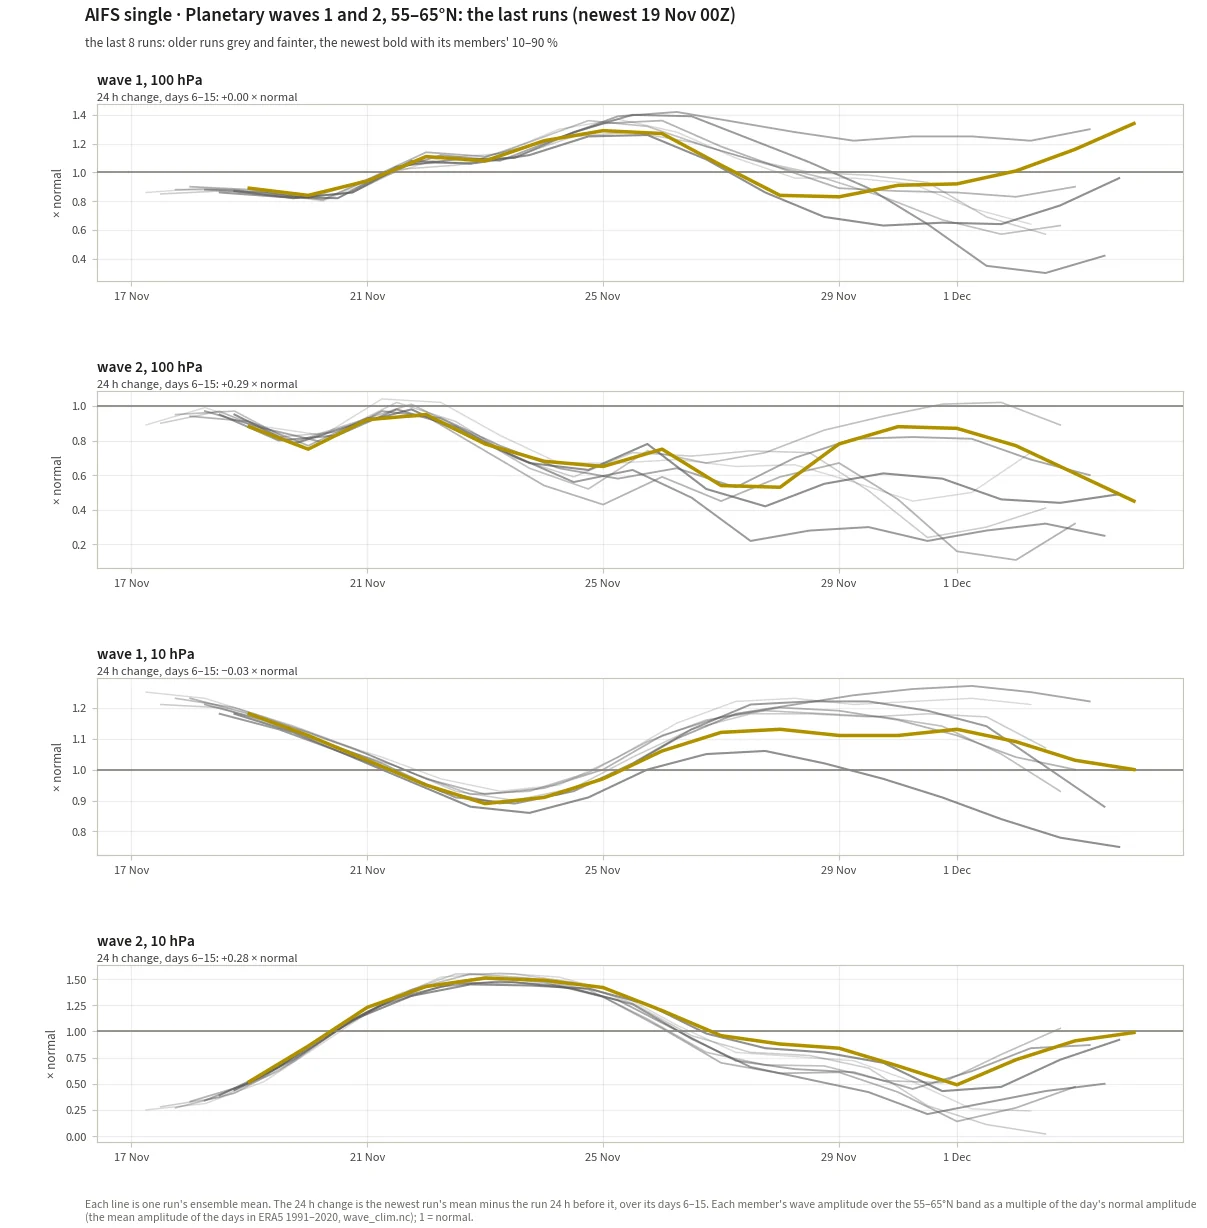 AIFS single · Planetary waves 1 and 2, 55–65°N: the last runs (newest 19 Nov 00Z)
the last 8 runs: older runs grey and fainter, the newest bold with its members' 10–90 %
wave 1, 100 hPa
24 h change, days 6–15: +0.00 × normal
1.4
1.2
1.0
0.8
0.6
0.4
× normal
17 Nov
21 Nov
25 Nov
29 Nov
1 Dec
wave 2, 100 hPa
24 h change, days 6–15: +0.29 × normal
1.0
0.8
0.6
0.4
0.2
× normal
17 Nov
21 Nov
25 Nov
29 Nov
1 Dec
wave 1, 10 hPa
24 h change, days 6–15: −0.03 × normal
1.2
1.1
1.0
0.9
0.8
× normal
17 Nov
21 Nov
25 Nov
29 Nov
1 Dec
wave 2, 10 hPa
24 h change, days 6–15: +0.28 × normal
1.50
1.25
1.00
0.75
0.50
0.25
0.00
× normal
17 Nov
21 Nov
25 Nov
29 Nov
1 Dec
Each line is one run's ensemble mean. The 24 h change is the newest run's mean minus the run 24 h before it, over its days 6–15. Each member's wave amplitude over the 55–65°N band as a multiple of the day's normal amplitude
(the mean amplitude of the days in ERA5 1991–2020, wave_clim.nc); 1 = normal.